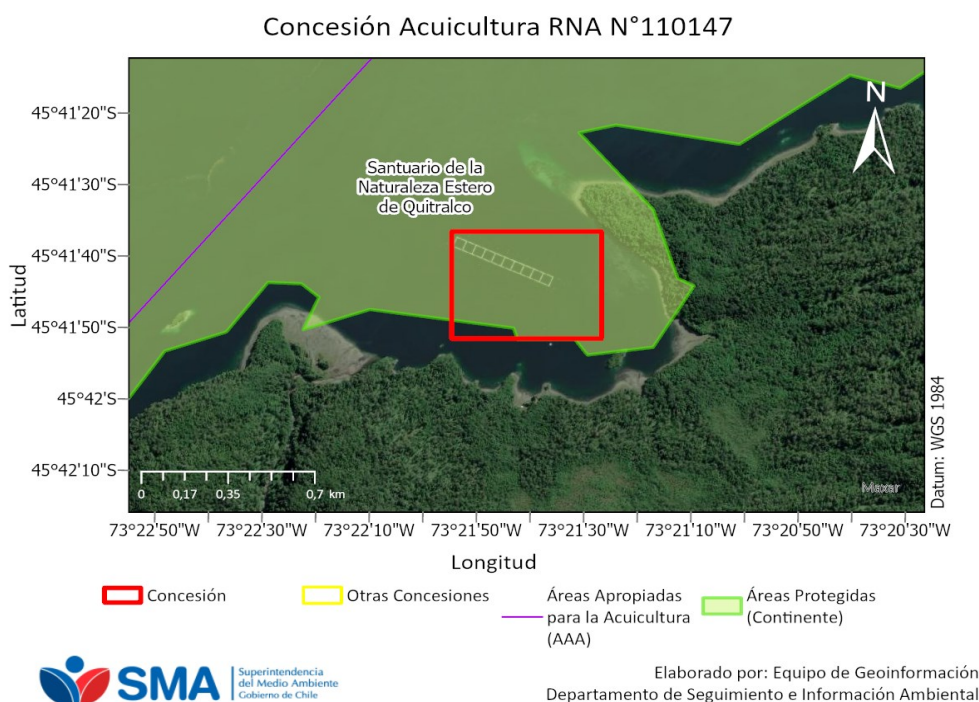 Concesión Acuicultura RNA N°110147
N
Santuario de la
Naturaleza Estero
de Quitralco
Latitud
45°41'20"S
45°41'30"S
45°41'40"S
45°41'50"S
45°42'S
45°42'10"S
0 0,17 0,35 0,7 km
Maxar
Datum: WGS 1984
73°22'50"W 73°22'30"W 73°22'10"W 73°21'50"W 73°21'30"W 73°21'10"W 73°20'50"W 73°20'30"W
Longitud
Concesión
Otras Concesiones
Áreas Apropiadas
para la Acuicultura
(AAA)
Áreas Protegidas
(Continente)
SMA
Superintendencia
del Medio Ambiente
Gobierno de Chile
Elaborado por: Equipo de Geoinformación
Departamento de Seguimiento e Información Ambiental